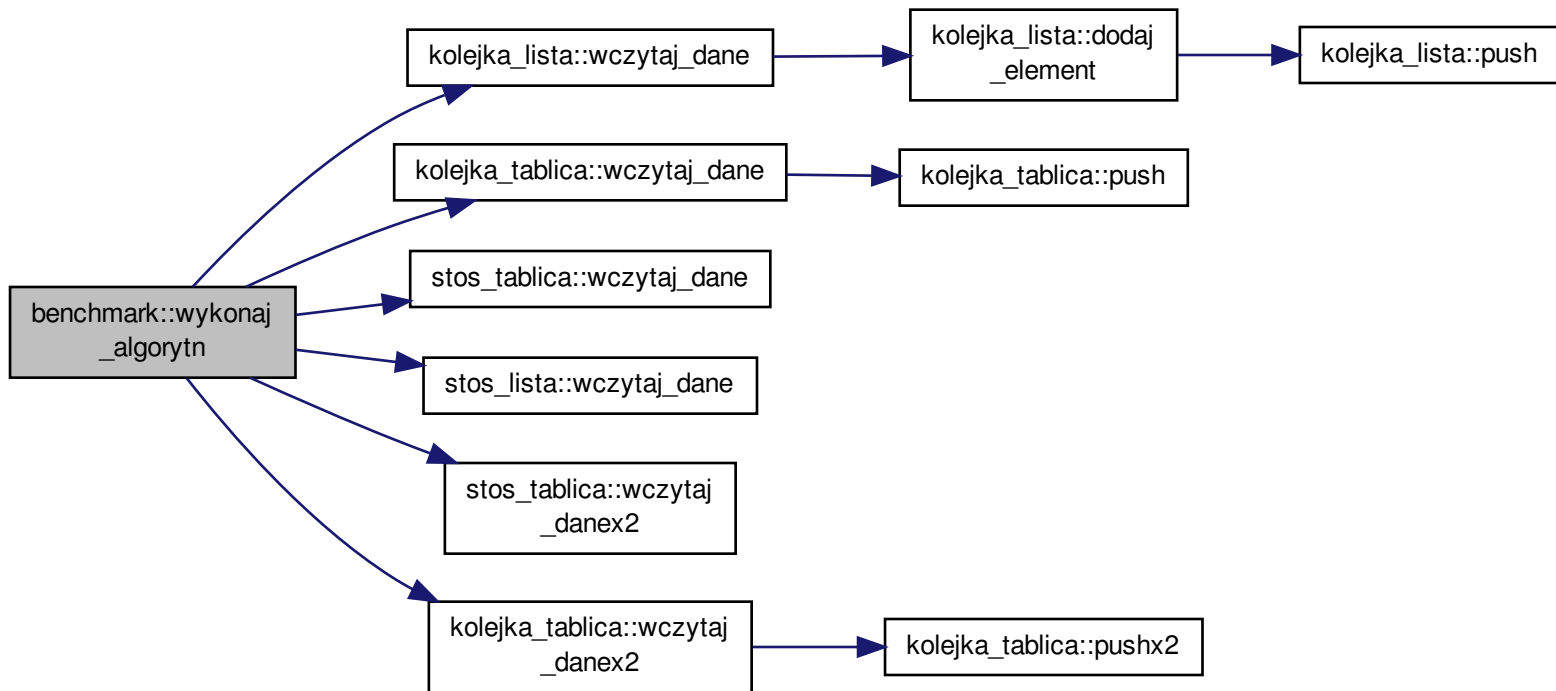 kolejka_lista::wczytaj_dane
kolejka_lista::dodaj
_element
kolejka_lista::push
kolejka_tablica::wczytaj_dane
kolejka_tablica::push
stos_tablica::wczytaj_dane
benchmark::wykonaj
_algorytn
stos_lista::wczytaj_dane
stos_tablica::wczytaj
_danex2
kolejka_tablica::wczytaj
_danex2
kolejka_tablica::pushx2